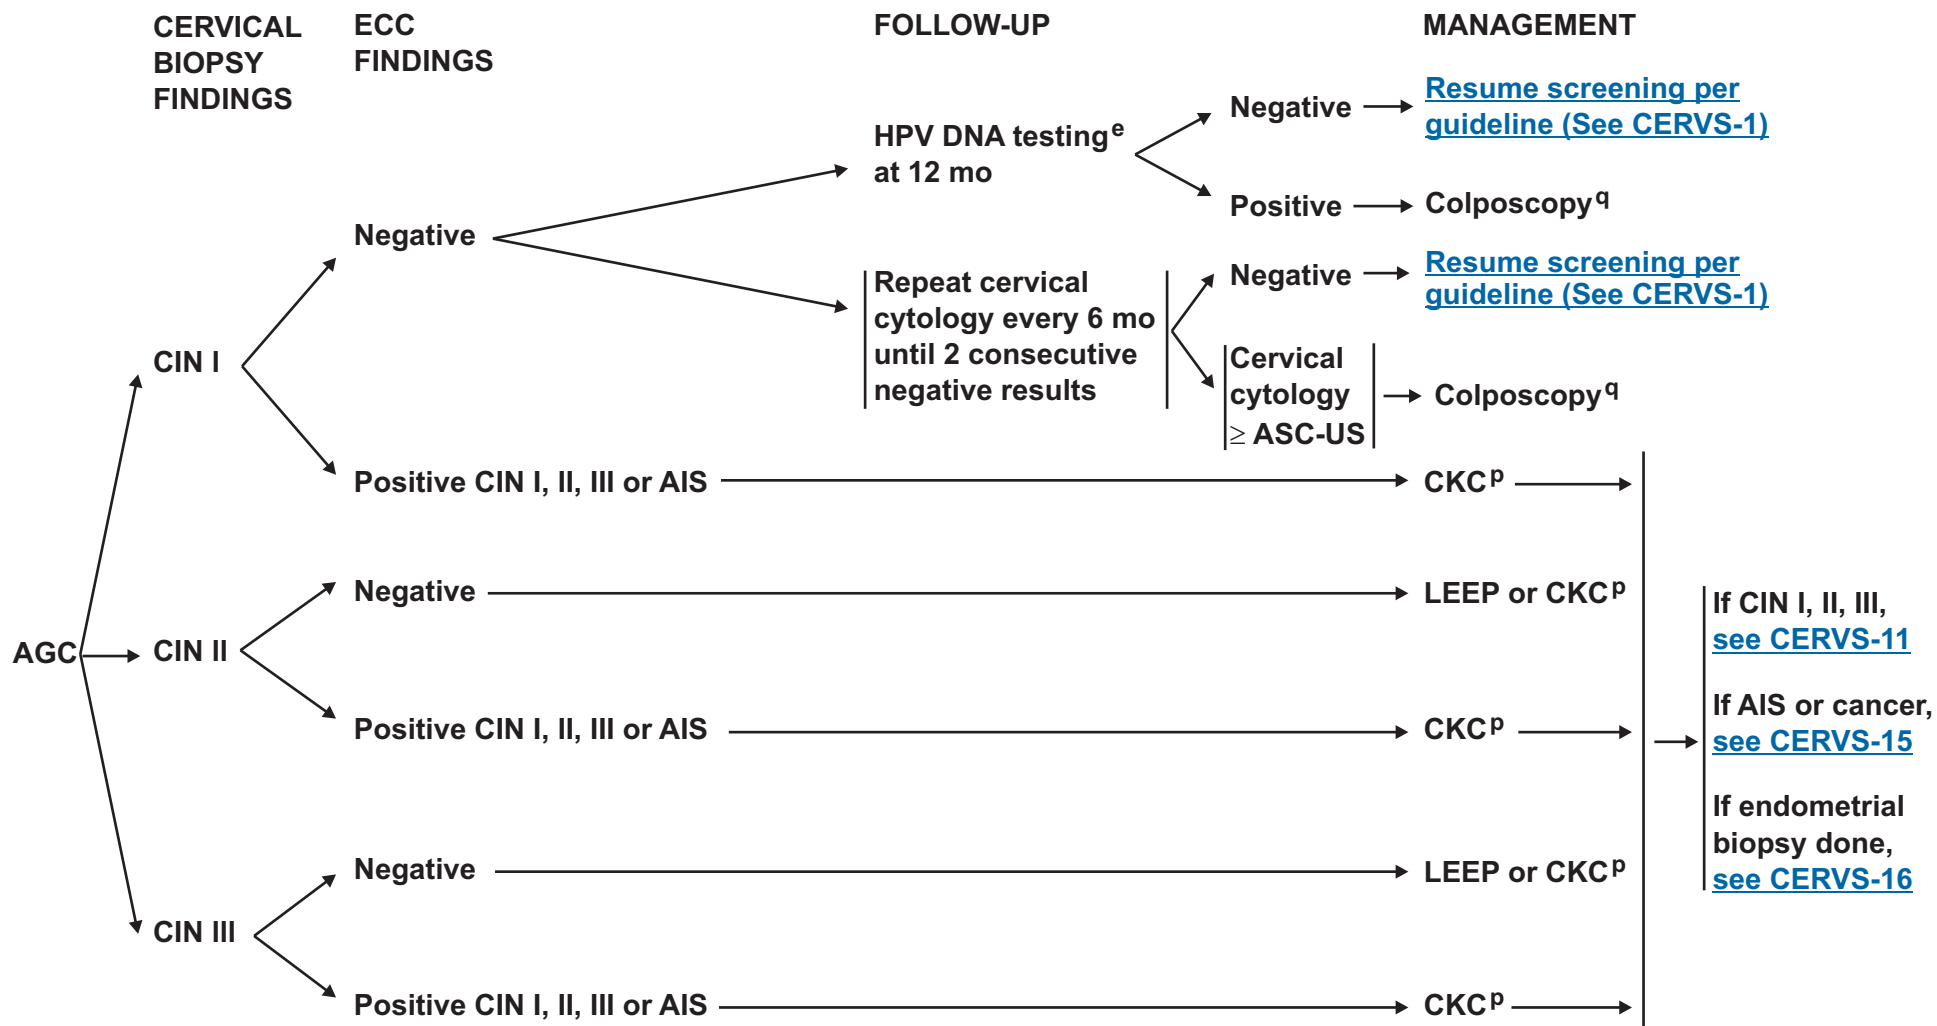 CERVICAL
BIOPSY
FINDINGS
ECC
FINDINGS
FOLLOW-UP
MANAGEMENT
AGC
CIN I
Negative
HPV DNA testing e
at 12 mo
Negative
Resume screening per
guideline (See CERVS-1)
Positive
Colposcopy q
Repeat cervical
cytology every 6 mo
until 2 consecutive
negative results
Negative
Resume screening per
guideline (See CERVS-1)
Cervical
cytology
≥ ASC-US
Colposcopy q
Positive CIN I, II, III or AIS
CKC p
CIN II
Negative
LEEP or CKC p
Positive CIN I, II, III or AIS
CKC p
CIN III
Negative
LEEP or CKC p
Positive CIN I, II, III or AIS
CKC p
If CIN I, II, III,
see CERVS-11
If AIS or cancer,
see CERVS-15
If endometrial
biopsy done,
see CERVS-16